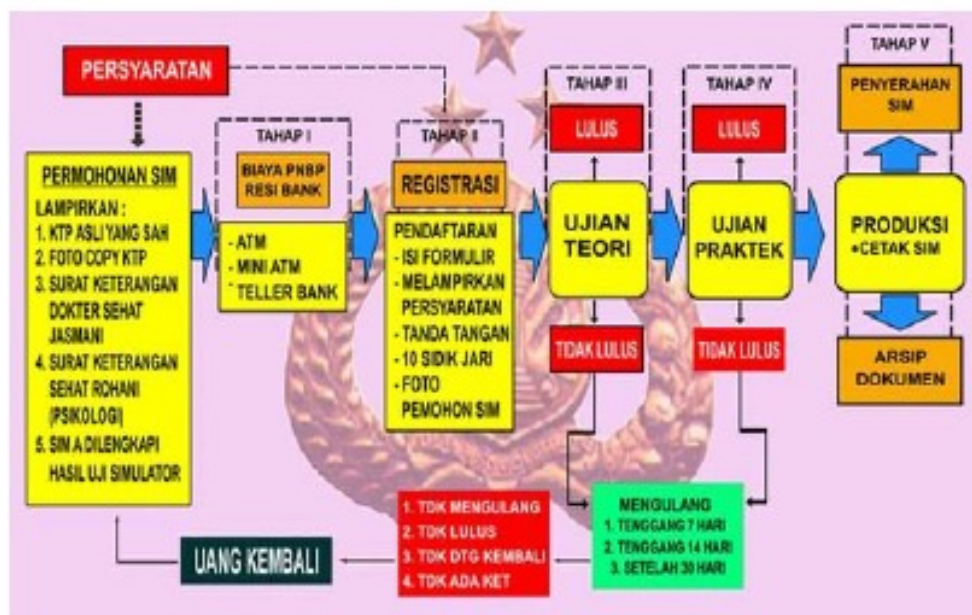 PERSYARATAN
PERMOHONAN SIM
LAMPIRKAN :
1. KTP ASLI YANG SAH
2. FOTO COPY KTP
3. SURAT KETERANGAN
DOKTER SEHAT
JASMANI
4. SURAT KETERANGAN
SEHAT ROHANI
(PSIKOLOGI)
5. SIM A DILENGKAPI
HASIL UJI SIMULATOR
TAHAP I
BIAYA PNBP
RESI BANK
- ATM
- MINI ATM
- TELLER BANK
TAHAP II
REGISTRASI
PENDAFTARAN
- ISI FORMULIR
- MELAMPIRKAN
PERSYARATAN
- TANDA TANGAN
- 10 SIDIK JARI
- FOTO
PEMOHON SIM
TAHAP III
LULUS
UJIAN
TEORI
TIDAK LULUS
TAHAP IV
LULUS
UJIAN
PRAKTEK
TIDAK LULUS
TAHAP V
PENYERAHAN
SIM
PRODUKSI
•CETAK SIM
ARSIP
DOKUMEN
MENGULANG
1. TENGGANG 7 HARI
2. TENGGANG 14 HARI
3. SETELAH 30 HARI
1. TDK MENGULANG
2. TDK LULUS
3. TDK DTG KEMBALI
4. TDK ADA KET
UANG KEMBALI